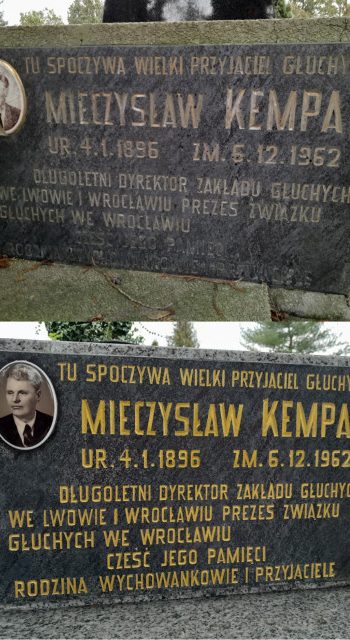 TU SPOCZYWA WIELKI PRZYJACIEL GŁUCHY
MIECZYSŁAW KEMPA
UR. 4.1.1896 ZM. 6.12.1962
DŁUGOLETNI DYREKTOR ZAKŁADU GŁUCHYCH
WE LWOWIE I WROCŁAWIU PREZES ZWIĄZKU
GŁUCHYCH WE WROCŁAWIU
CZEŚĆ JEGO PAMIĘCI
TU SPOCZYWA WIELKI PRZYJACIEL GŁUCHY
MIECZYSŁAW KEMPA
UR. 4.1.1896 ZM. 6.12.1962
DŁUGOLETNI DYREKTOR ZAKŁADU GŁUCHYC
WE LWOWIE I WROCŁAWIU PREZES ZWIĄZKU
GŁUCHYCH WE WROCŁAWIU
CZEŚĆ JEGO PAMIĘCI
RODZINA WYCHOWANKOWIE I PRZYJACIELE